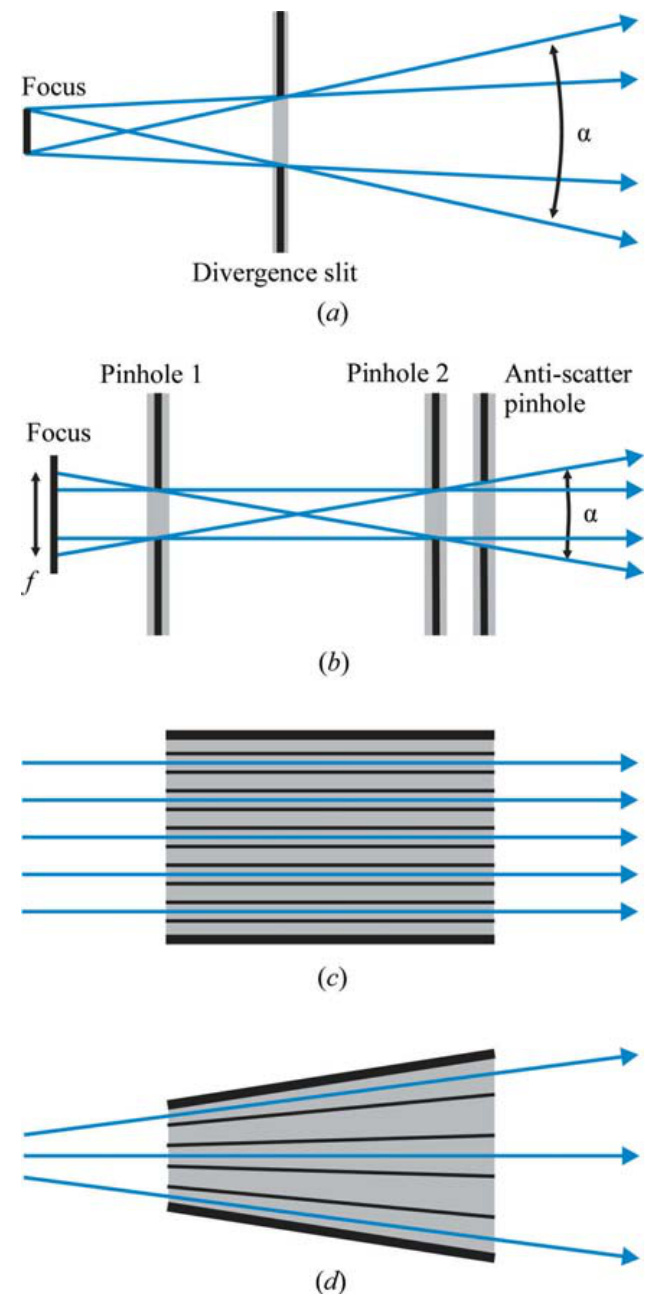 Focus
α
Divergence slit
(a)
Pinhole 1
Pinhole 2
Anti-scatter
pinhole
Focus
α
f
(b)
(c)
(d)